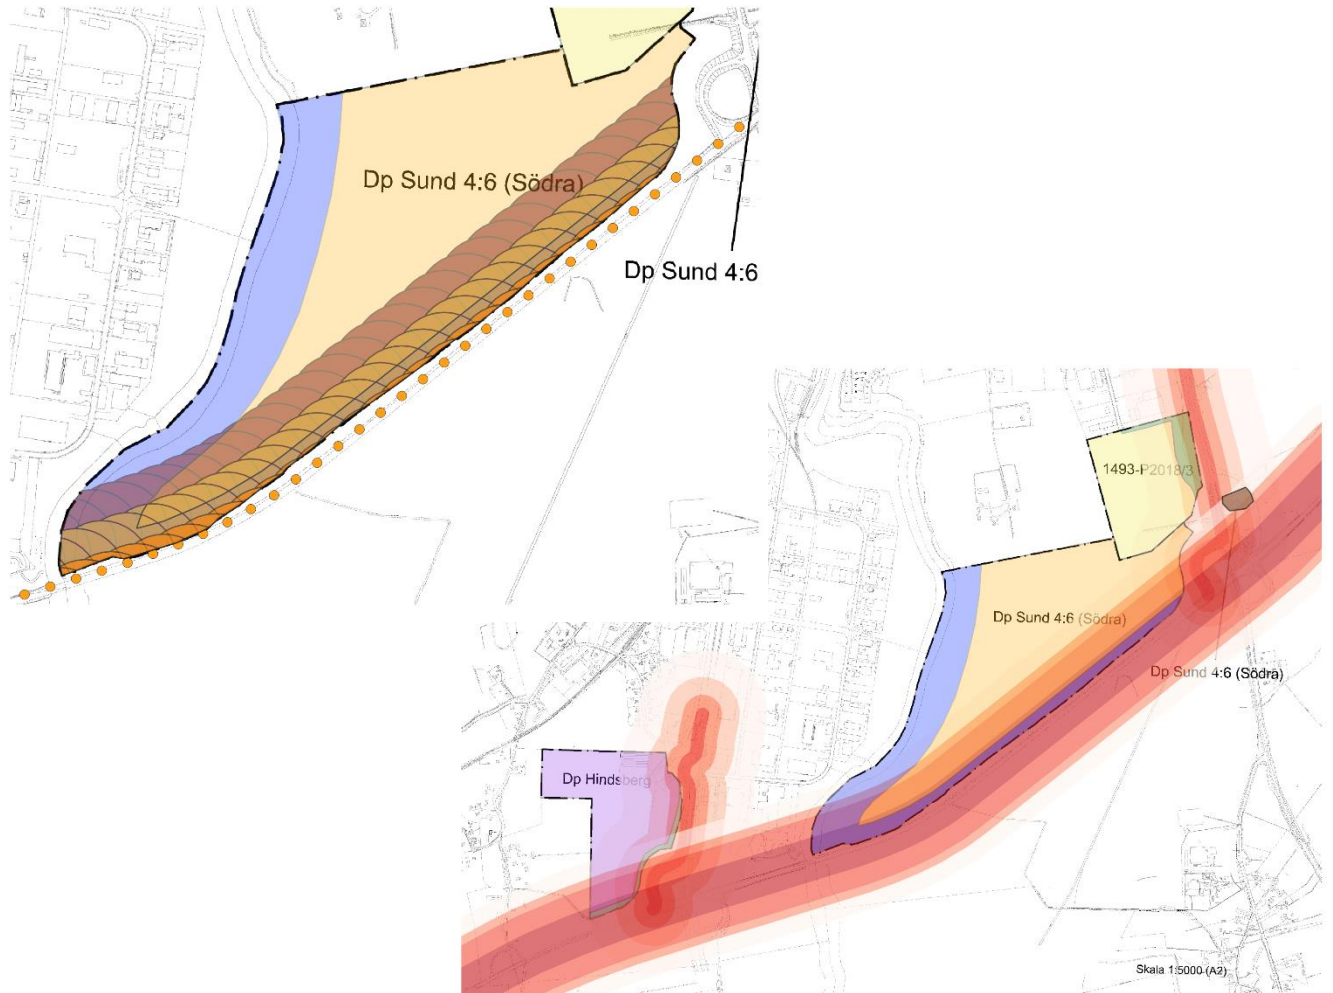 Dp Sund 4:6 (Södra)
Dp Sund 4:6
1493-P2018/3
Dp Sund 4:6 (Södra)
Dp Sund 4:6 (Södra)
Dp Hindsberg
Skala 1:5000 (A2)